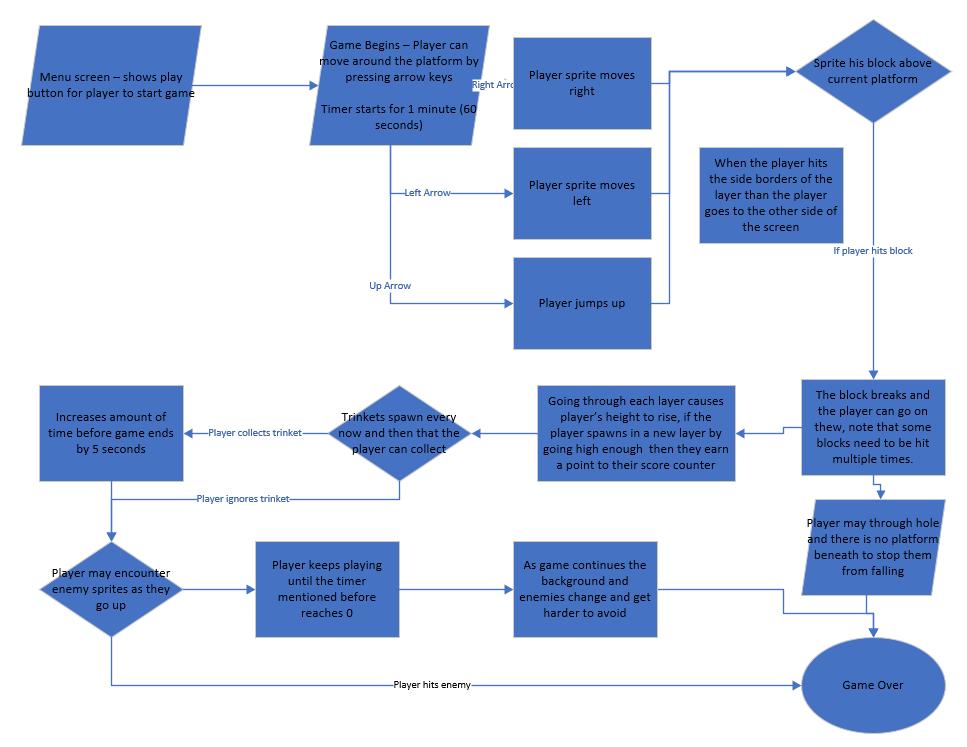 Menu screen – shows play
button for player to start game
Game Begins – Player can
move around the platform by
pressing arrow keys
Timer starts for 1 minute (60
seconds)
Right Arro
Player sprite moves
right
Sprite his block above
current platform
Left Arrow
Player sprite moves
left
When the player hits
the side borders of the
layer than the player
goes to the other side of
the screen
If player hits block
Up Arrow
Player jumps up
Increases amount of
time before game ends
by 5 seconds
Player collects trinket
Trinkets spawn every
now and then that the
player can collect
Going through each layer causes
player's height to rise, if the
player spawns in a new layer by
going high enough  then they earn
a point to their score counter
The block breaks and
the player can go on
thew, note that some
blocks need to be hit
multiple times.
Player ignores trinket
Player may through hole
and there is no platform
beneath to stop them
from falling
Player may encounter
enemy sprites as they
go up
Player keeps playing
until the timer
mentioned before
reaches 0
As game continues the
background and
enemies change and get
harder to avoid
Player hits enemy
Game Over